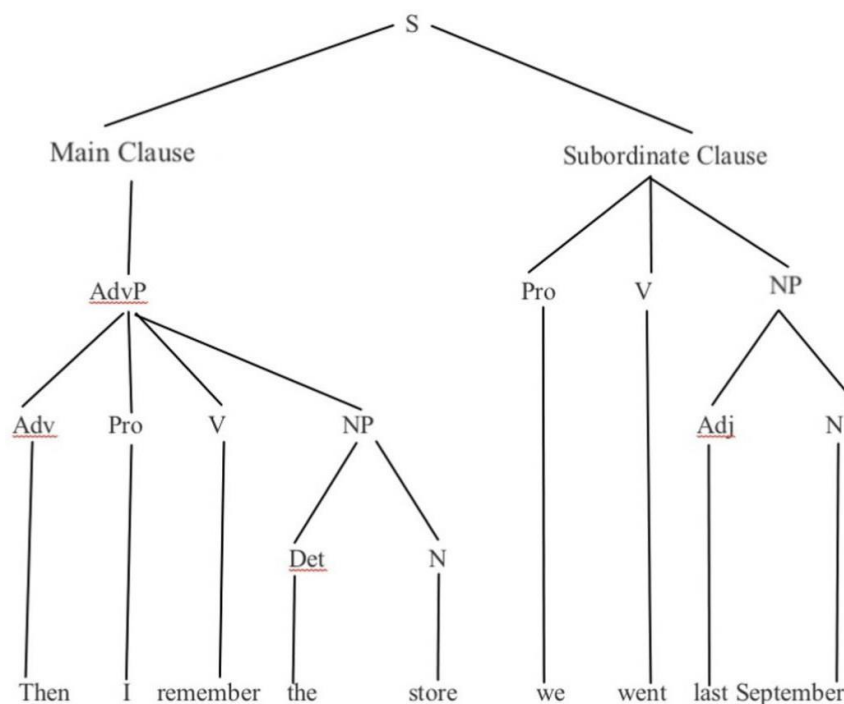 S
Main Clause Subordinate Clause
AdvP Pro V NP
Adv Pro V NP Adj N
Det N
Then I remember the store we went last September